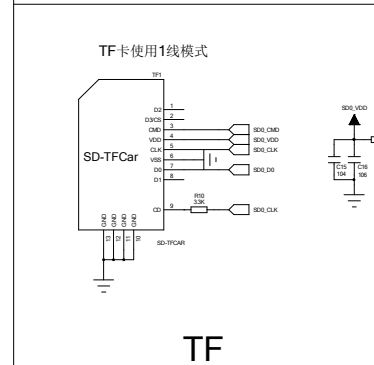 TF卡使用1线模式
TF1
D2 1
D3/CS 2
CMD 3 SD0_CMD
VDD 4 SD0_VDD
CLK 5 SD0_CLK
VSS 6
D0 7 SD0_D0
D1 8
SD-TFCar
R10
3.3K
CD 9 SD0_CLK
GND GND GND GND
13 12 11 10
SD-TFCAR
SD0_VDD
C15 C16
104 106
TF